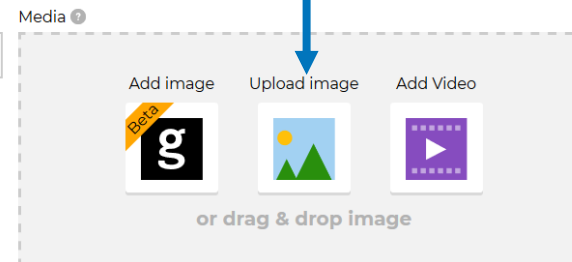 Media ?
Add image
Upload image
Add Video
Beta
g
or drag & drop image